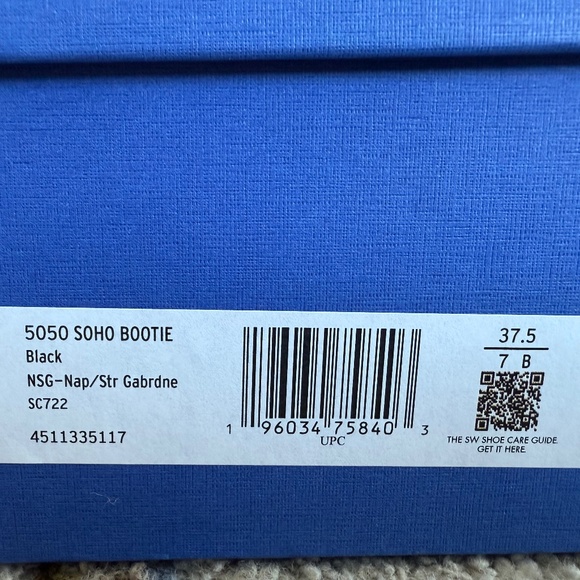 5050 SOHO BOOTIE
Black
NSG-Nap/Str Gabrdne
SC722
4511335117
1 96034 75840 3
UPC
37.5
7 B
THE SW SHOE CARE GUIDE.
GET IT HERE.